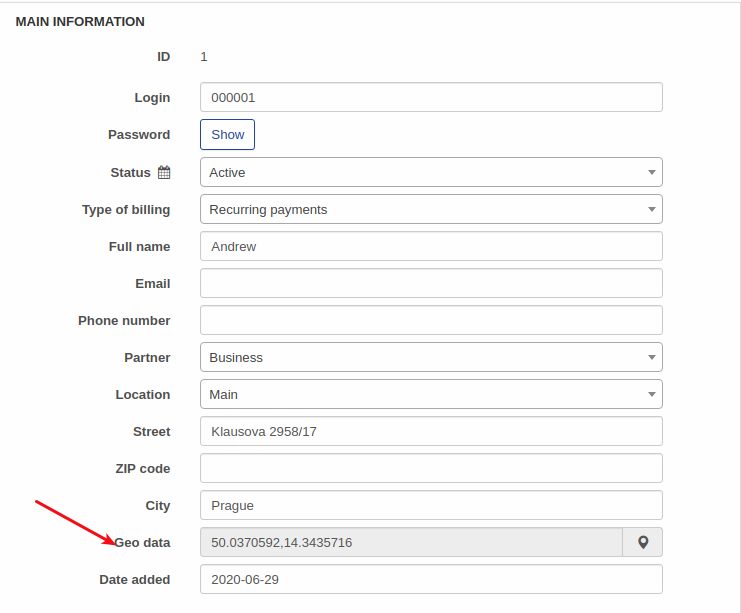 MAIN INFORMATION
ID 1
Login 000001
Password Show
Status Active
Type of billing Recurring payments
Full name Andrew
Email
Phone number
Partner Business
Location Main
Street Klausova 2958/17
ZIP code
City Prague
Geo data 50.0370592,14.3435716
Date added 2020-06-29